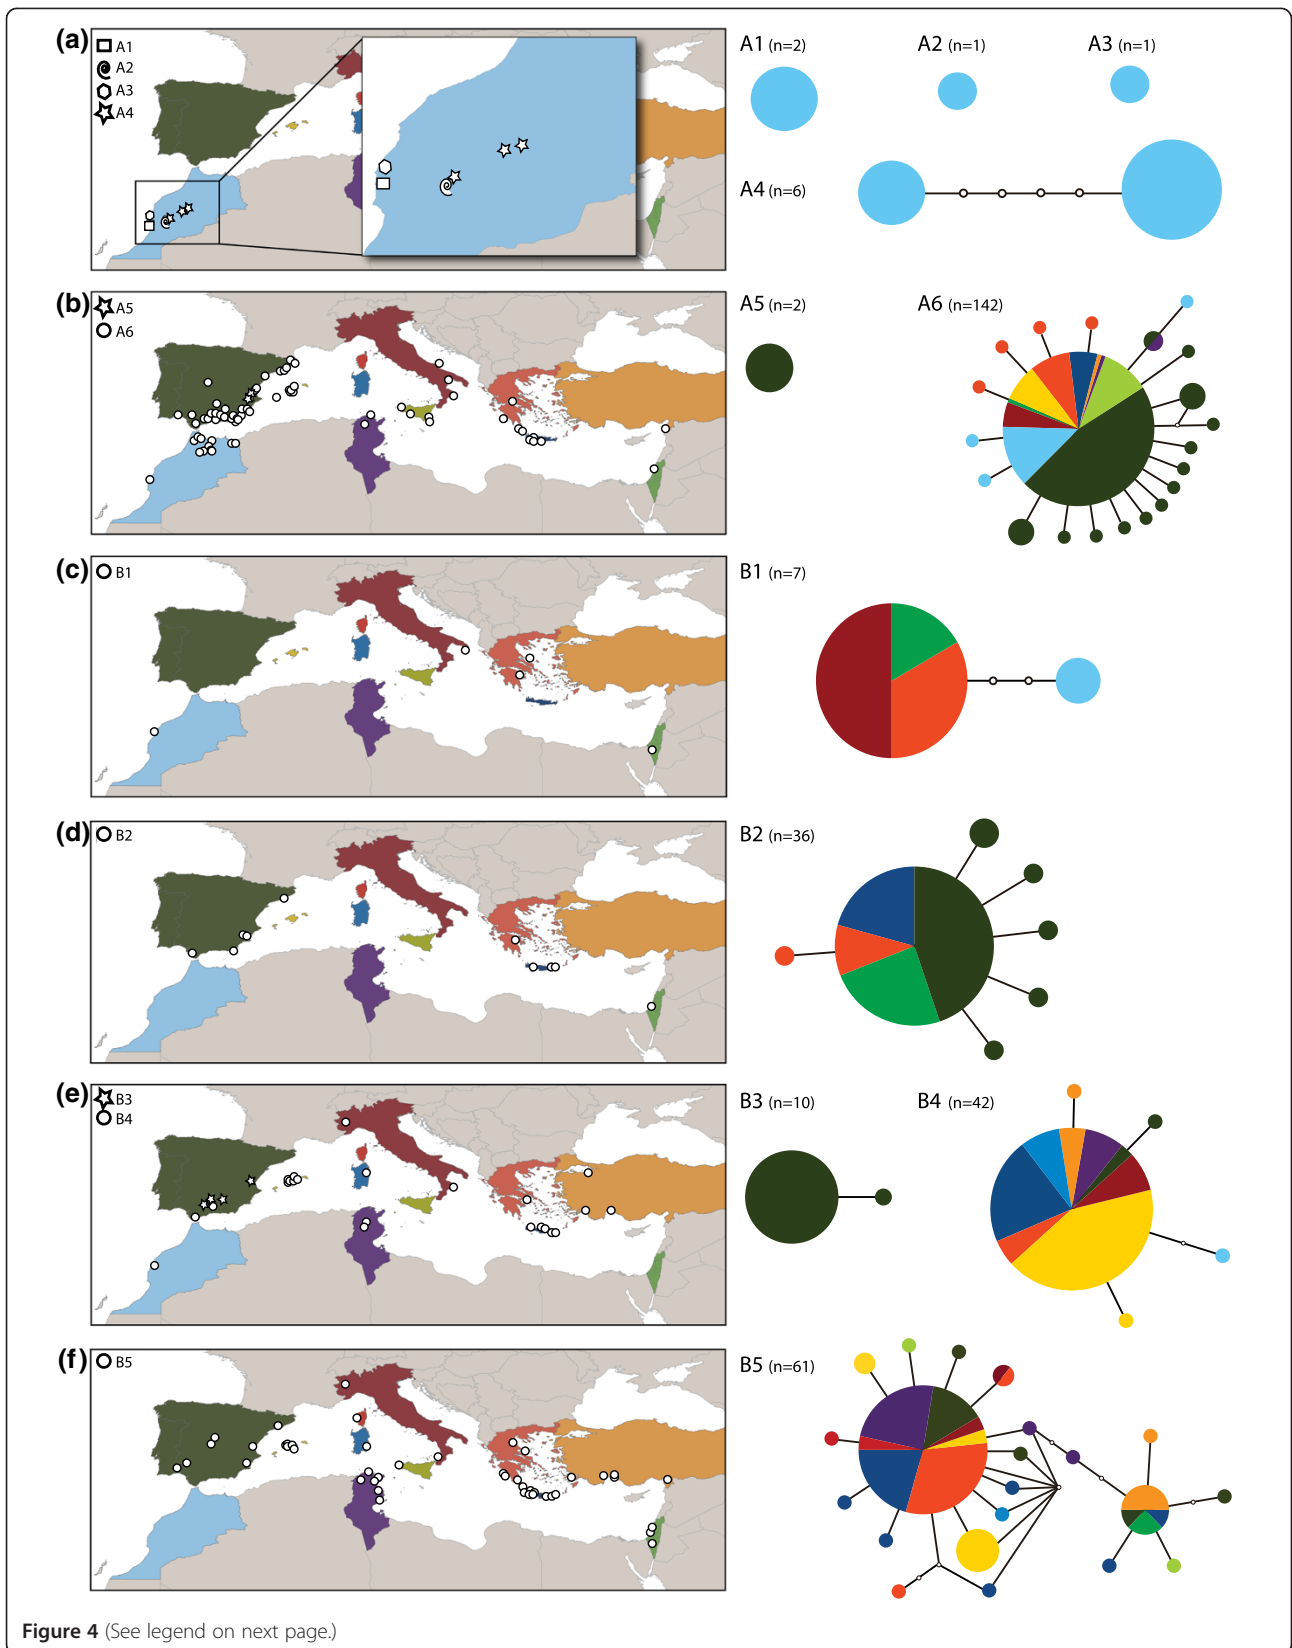 (a)
A1
A2
A3
A4
A1 (n=2)
A2 (n=1)
A3 (n=1)
A4 (n=6)
(b)
A5
A6
A5 (n=2)
A6 (n=142)
(c)
B1
B1 (n=7)
(d)
B2
B2 (n=36)
(e)
B3
B4
B3 (n=10)
B4 (n=42)
(f)
B5
B5 (n=61)
Figure 4 (See legend on next page.)